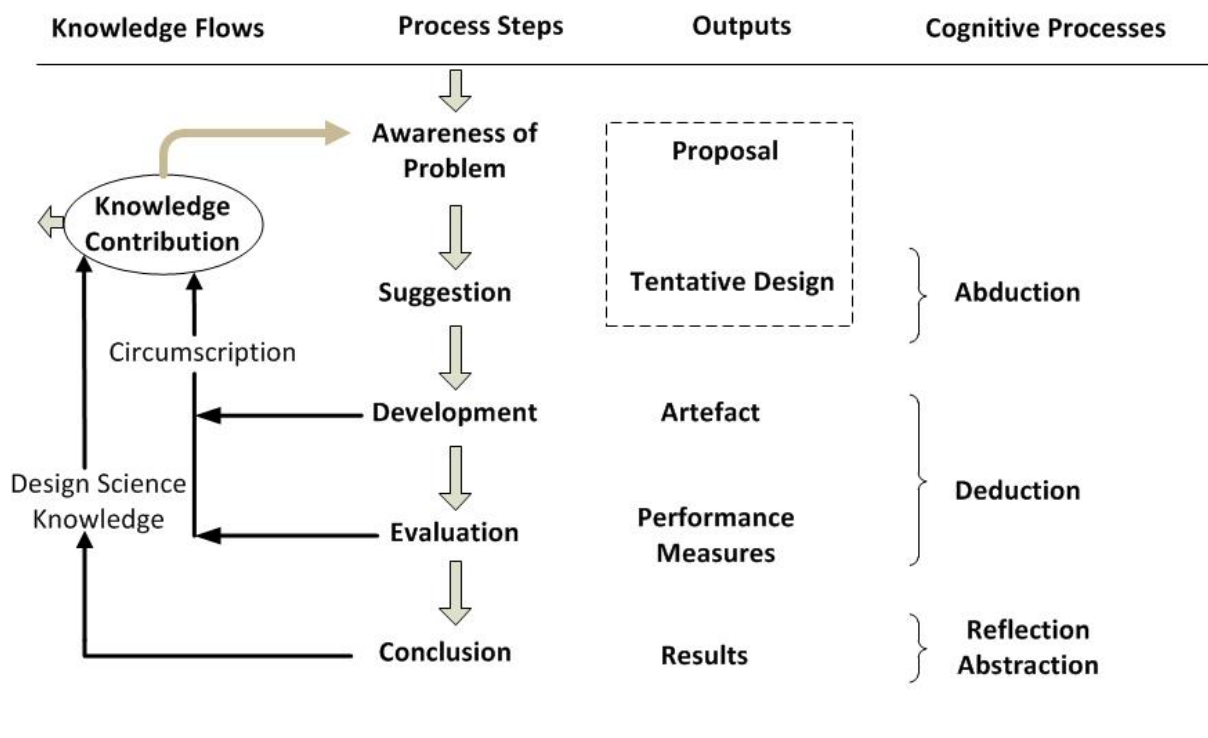 Knowledge Flows
Process Steps
Outputs
Cognitive Processes
Awareness of
Problem
Proposal
Knowledge
Contribution
Suggestion
Tentative Design
Abduction
Circumscription
Development
Artefact
Design Science
Knowledge
Deduction
Evaluation
Performance
Measures
Conclusion
Results
Reflection
Abstraction